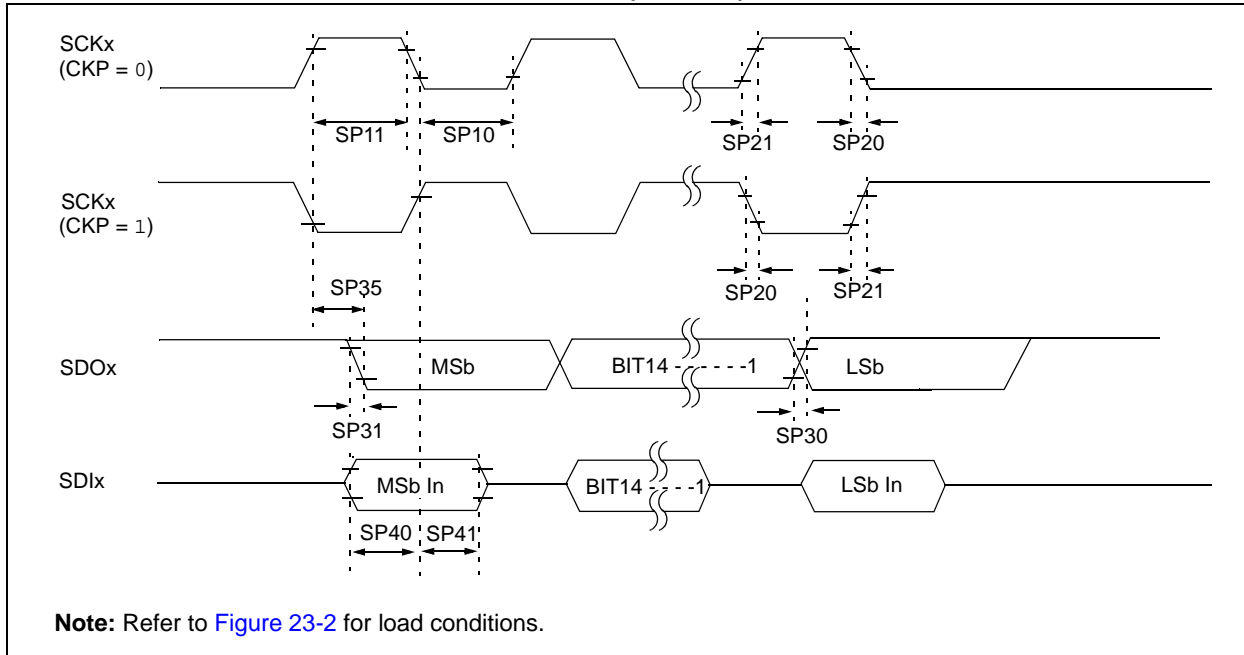 SCKx
(CKP = 0)
SP11
SP10
SP21
SP20
SCKx
(CKP = 1)
SP35
SP20
SP21
SDOx
MSb
BIT14 - - - - - -1
LSb
SP31
SP30
SDIx
MSb In
BIT14 - - - -1
LSb In
SP40
SP41
Note: Refer to Figure 23-2 for load conditions.